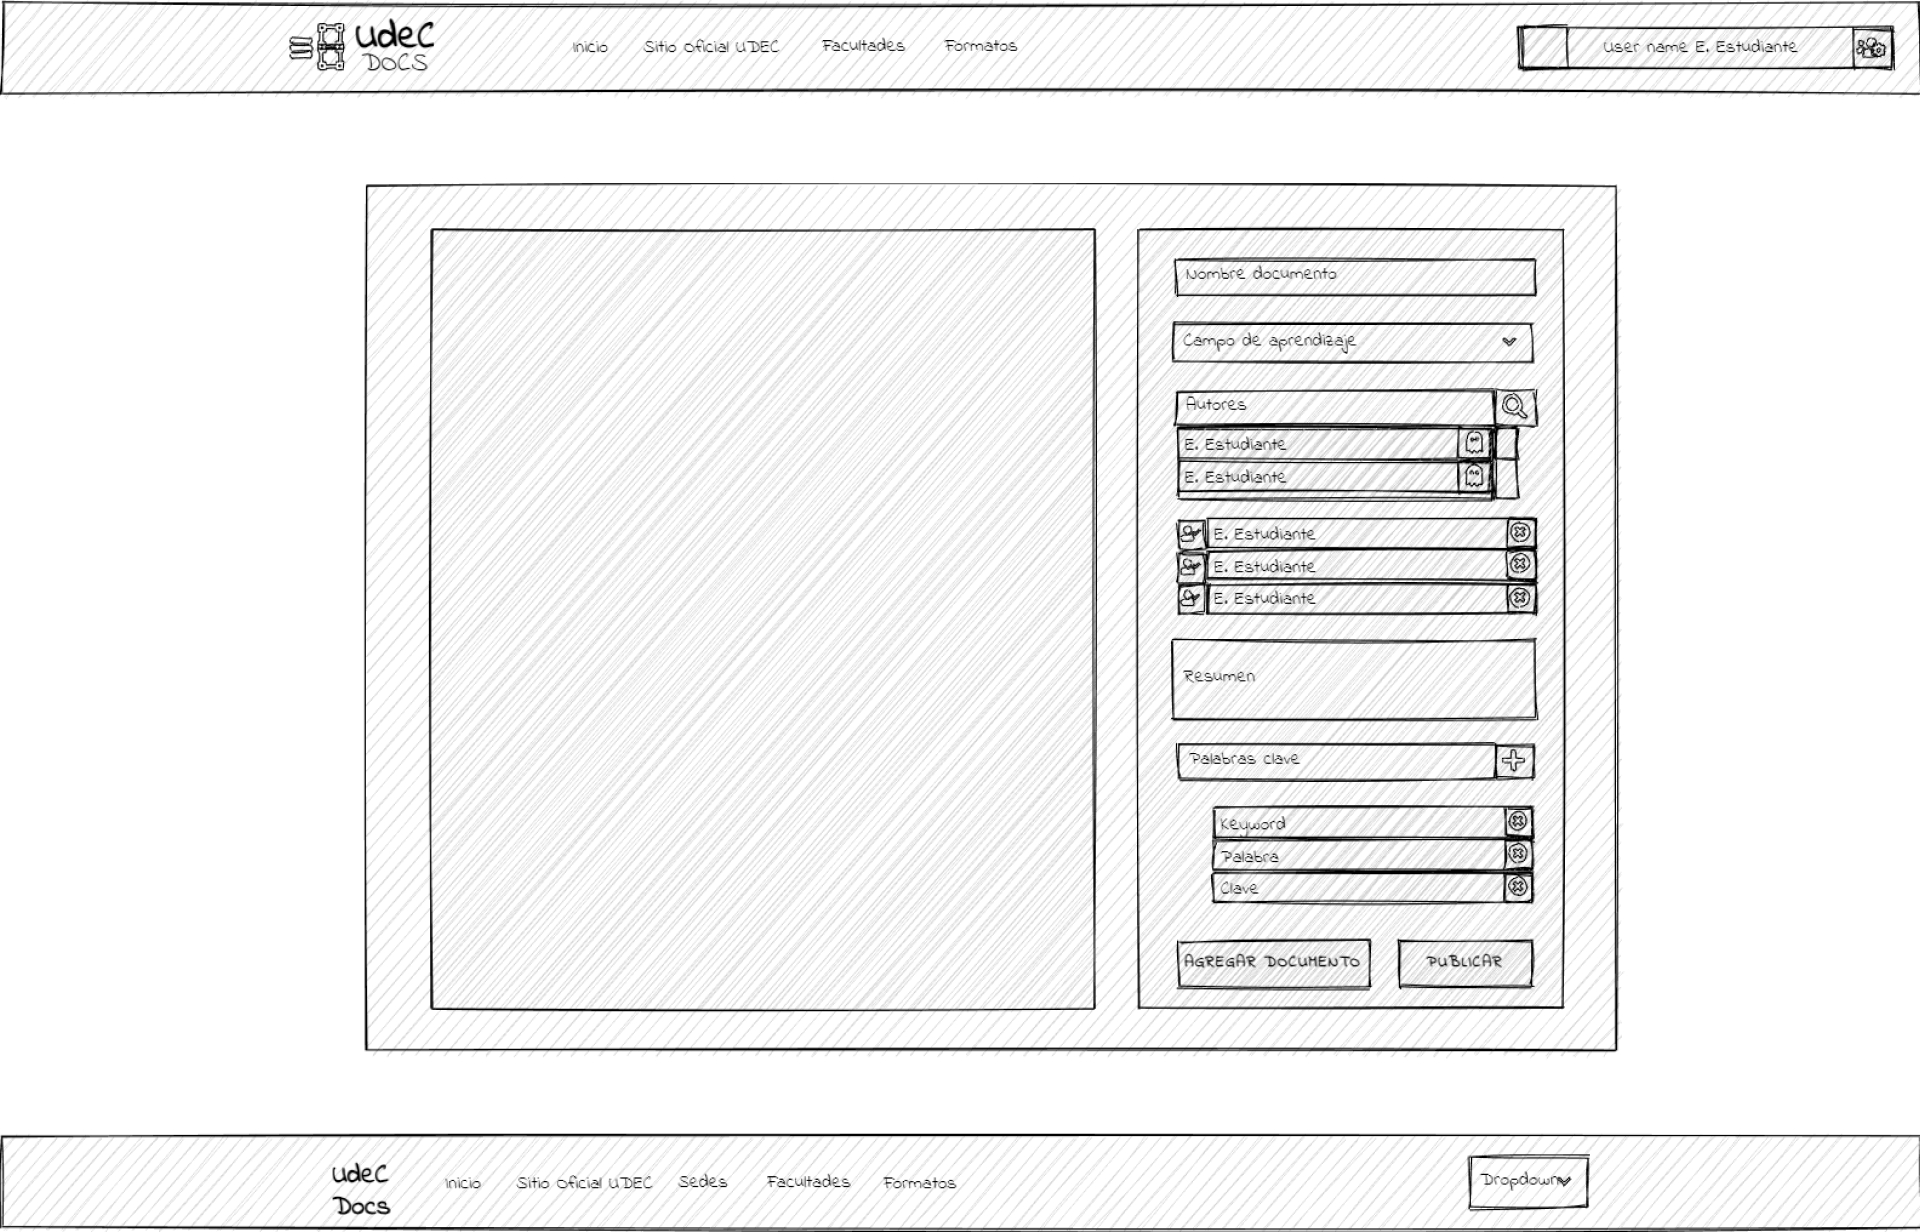 udeC
DOCS
Inicio Sitio Oficial UDEC Facultades Formatos
User name E. Estudiante
Nombre documento
Campo de aprendizaje
Autores
E. Estudiante
E. Estudiante
E. Estudiante
E. Estudiante
E. Estudiante
Resumen
Palabras clave
Keyword
Palabra
Clave
AGREGAR DOCUMENTO PUBLICAR
udeC
Docs
Inicio Sitio Oficial UDEC Sedes Facultades Formatos
Dropdown